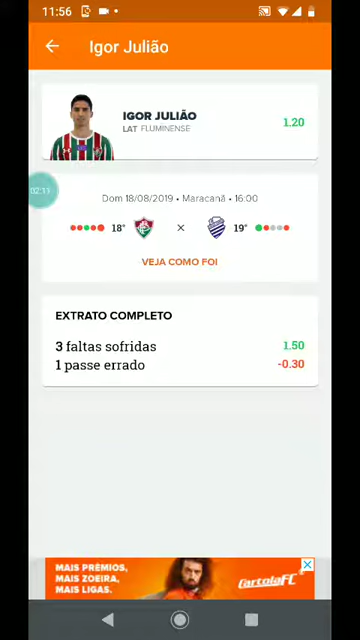 11:56
Igor Julião
IGOR JULIÃO
LAT FLUMINENSE
1.20
02:11
Dom 18/08/2019 • Maracanã • 16:00
18° × 19°
VEJA COMO FOI
EXTRATO COMPLETO
3 faltas sofridas 1.50
1 passe errado -0.30
MAIS PRÊMIOS,
MAIS ZOEIRA,
MAIS LIGAS.
CartolaFC